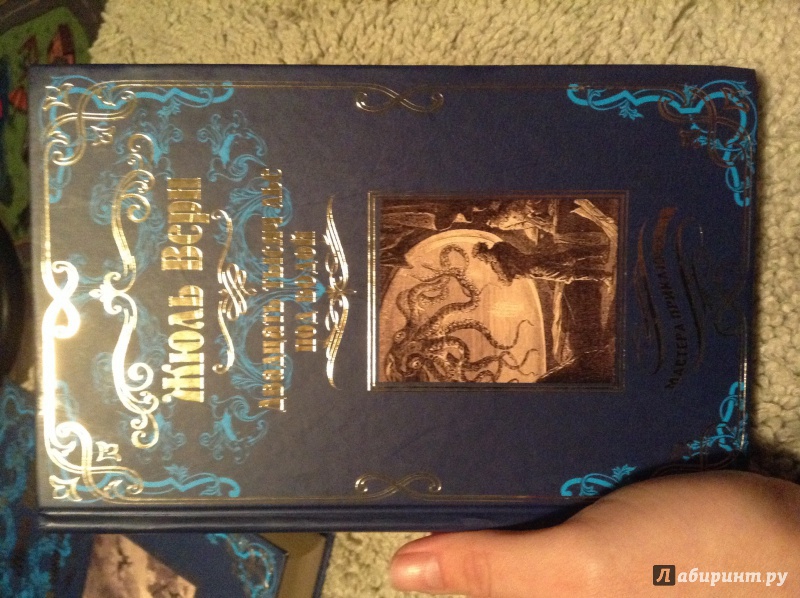 Жюль Верн
ДВАДЦАТЬ ТЫСЯЧ ЛЬЕ
ПОД ВОДОЙ
МАСТЕРА ПРИКЛЮЧЕНИЙ
Лабиринт.ру